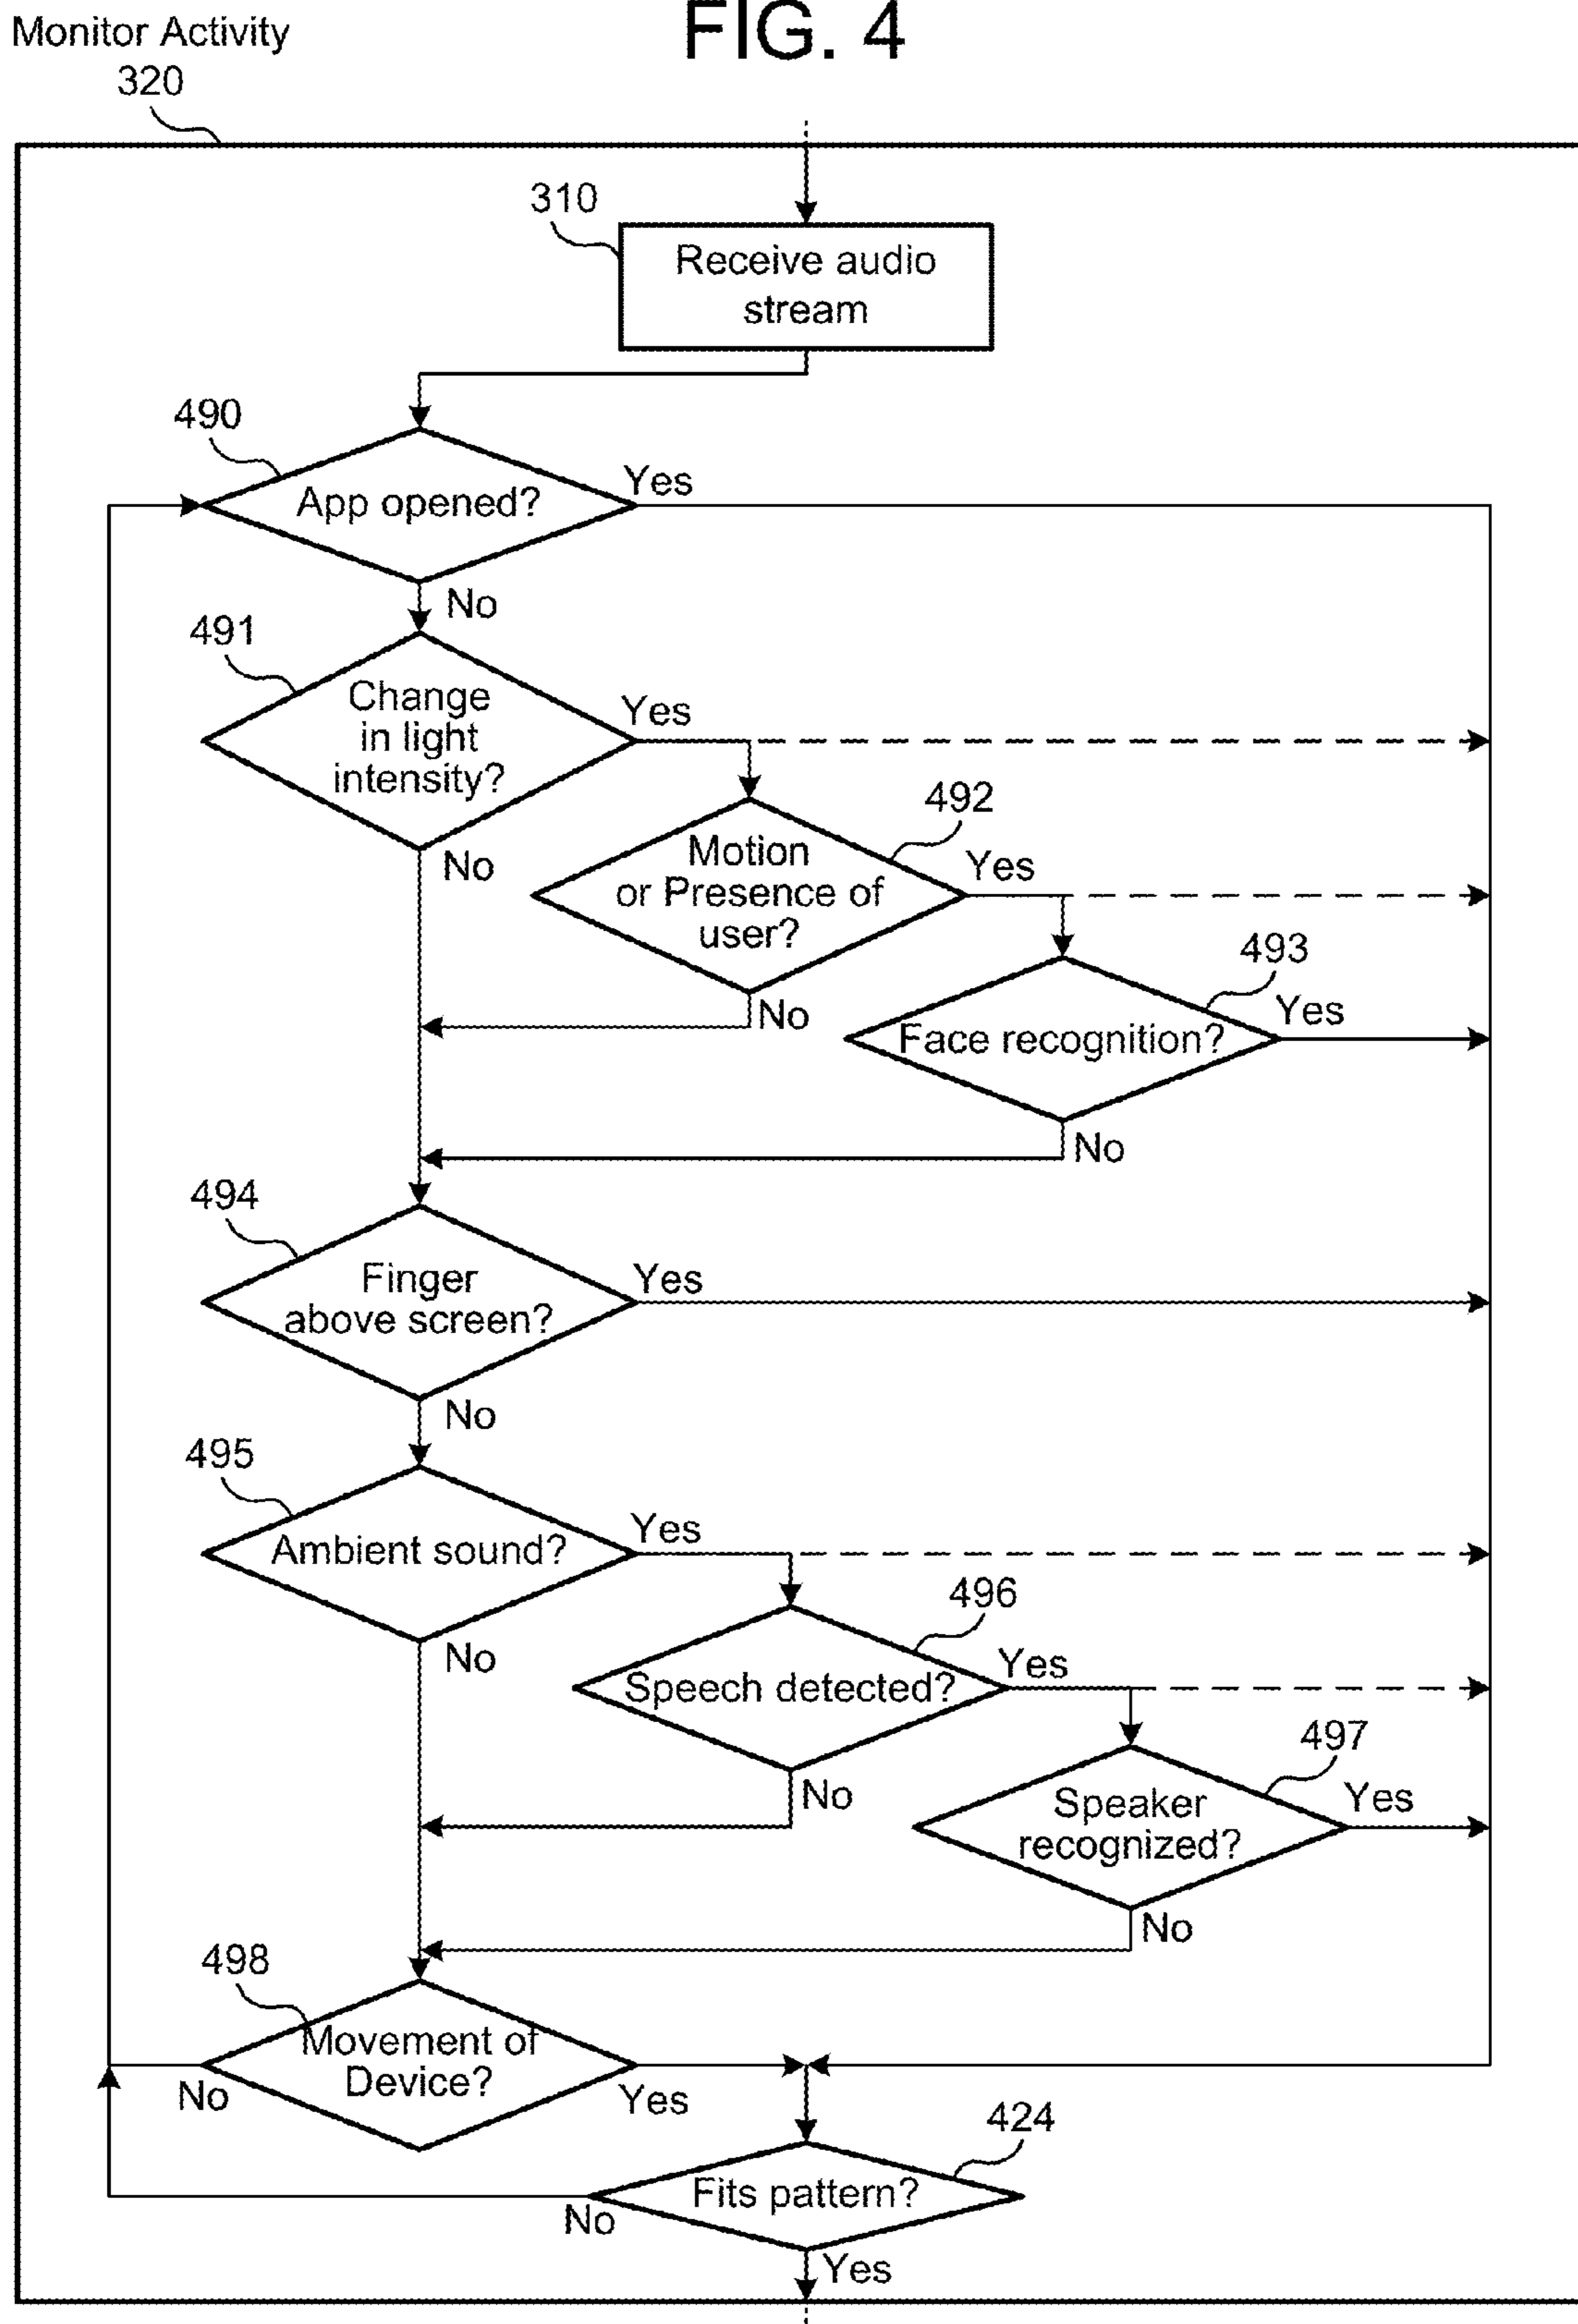 FIG. 4
Monitor Activity
320
310
Receive audio
stream
490
App opened?
Yes
No
491
Change
in light
intensity?
Yes
No
492
Motion
or Presence of
user?
Yes
No
493
Face recognition?
Yes
No
494
Finger
above screen?
Yes
No
495
Ambient sound?
Yes
No
496
Speech detected?
Yes
No
497
Speaker
recognized?
Yes
No
498
Movement of
Device?
No
Yes
424
Fits pattern?
No
Yes